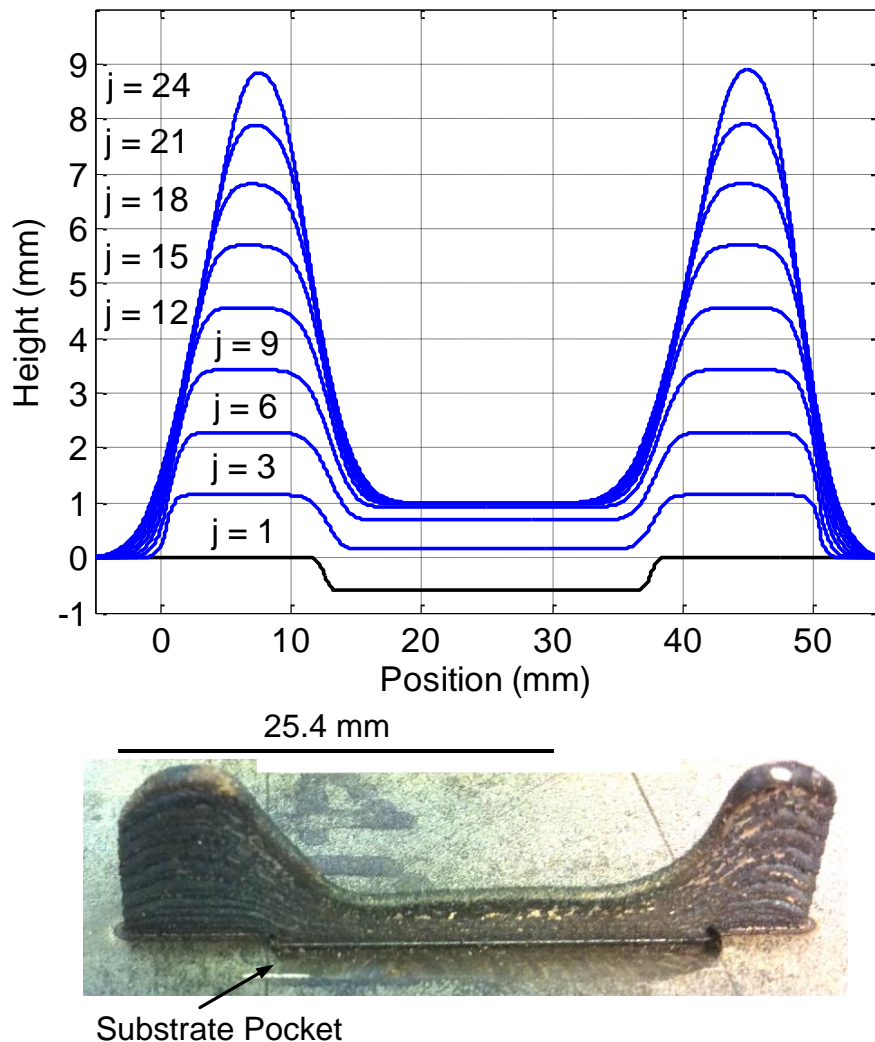 9
8
7
6
5
4
3
2
1
0
-1
Height (mm)
j = 24
j = 21
j = 18
j = 15
j = 12
j = 9
j = 6
j = 3
j = 1
0 10 20 30 40 50
Position (mm)
25.4 mm
Substrate Pocket